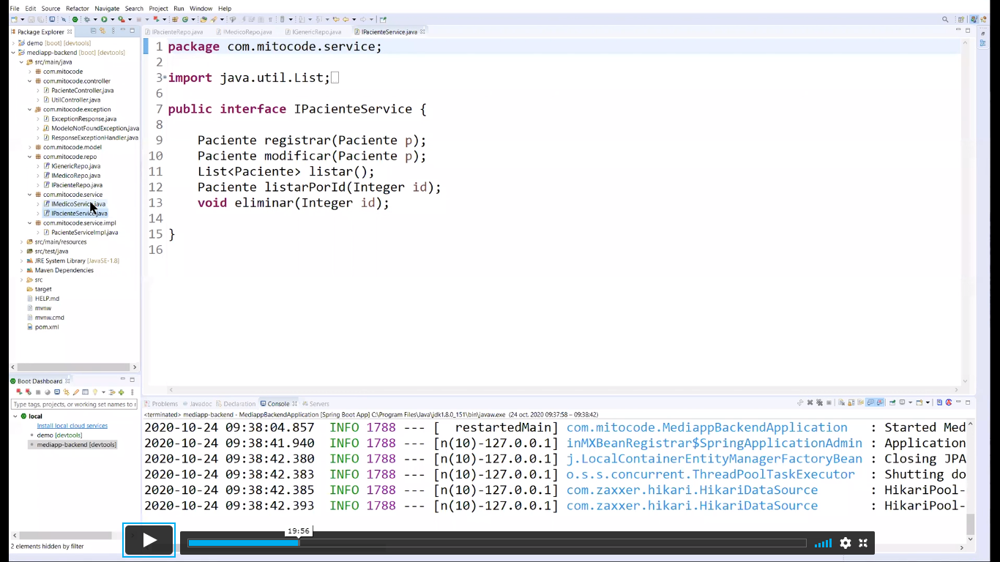 File Edit Source Refactor Navigate Search Project Run Window Help
Package Explorer
IPacienteRepo.java IMedicoRepo.java IGenericRepo.java IPacienteService.java
demo [boot] [devtools]
mediapp-backend [boot] [devtools]
src/main/java
com.mitocode
com.mitocode.controller
PacienteController.java
UtilController.java
com.mitocode.exception
ExceptionResponse.java
ModeloNotFoundException.java
ResponseExceptionHandler.java
com.mitocode.model
com.mitocode.repo
IGenericRepo.java
IMedicoRepo.java
IPacienteRepo.java
com.mitocode.service
IMedicoService.java
IPacienteService.java
com.mitocode.service.impl
PacienteServiceImpl.java
src/main/resources
src/test/java
JRE System Library [JavaSE-1.8]
Maven Dependencies
src
target
HELP.md
mvnw
mvnw.cmd
pom.xml
1 package com.mitocode.service;
2
3 import java.util.List;
6
7 public interface IPacienteService {
8
9 Paciente registrar(Paciente p);
10 Paciente modificar(Paciente p);
11 List<Paciente> listar();
12 Paciente listarPorId(Integer id);
13 void eliminar(Integer id);
14
15 }
16
Boot Dashboard
Type tags, projects, or working set names to
local
Install local cloud services
demo [devtools]
mediapp-backend [devtools]
2 elements hidden by filter
Problems Javadoc Declaration Console Servers
<terminated> mediapp-backend - MediappBackendApplication [Spring Boot App] C:\Program Files\Java\jdk1.8.0_151\bin\javaw.exe (24 oct. 2020 09:37:58 – 09:38:42)
2020-10-24 09:38:04.857 INFO 1788 --- [ restartedMain] com.mitocode.MediappBackendApplication : Started Med
2020-10-24 09:38:41.940 INFO 1788 --- [n(10)-127.0.0.1] inMXBeanRegistrar$SpringApplicationAdmin : Application
2020-10-24 09:38:42.380 INFO 1788 --- [n(10)-127.0.0.1] j.LocalContainerEntityManagerFactoryBean : Closing JPA
2020-10-24 09:38:42.383 INFO 1788 --- [n(10)-127.0.0.1] o.s.s.concurrent.ThreadPoolTaskExecutor : Shutting do
2020-10-24 09:38:42.385 INFO 1788 --- [n(10)-127.0.0.1] com.zaxxer.hikari.HikariDataSource : HikariPool-
2020-10-24 09:38:42.393 INFO 1788 --- [n(10)-127.0.0.1] com.zaxxer.hikari.HikariDataSource : HikariPool-
19:56